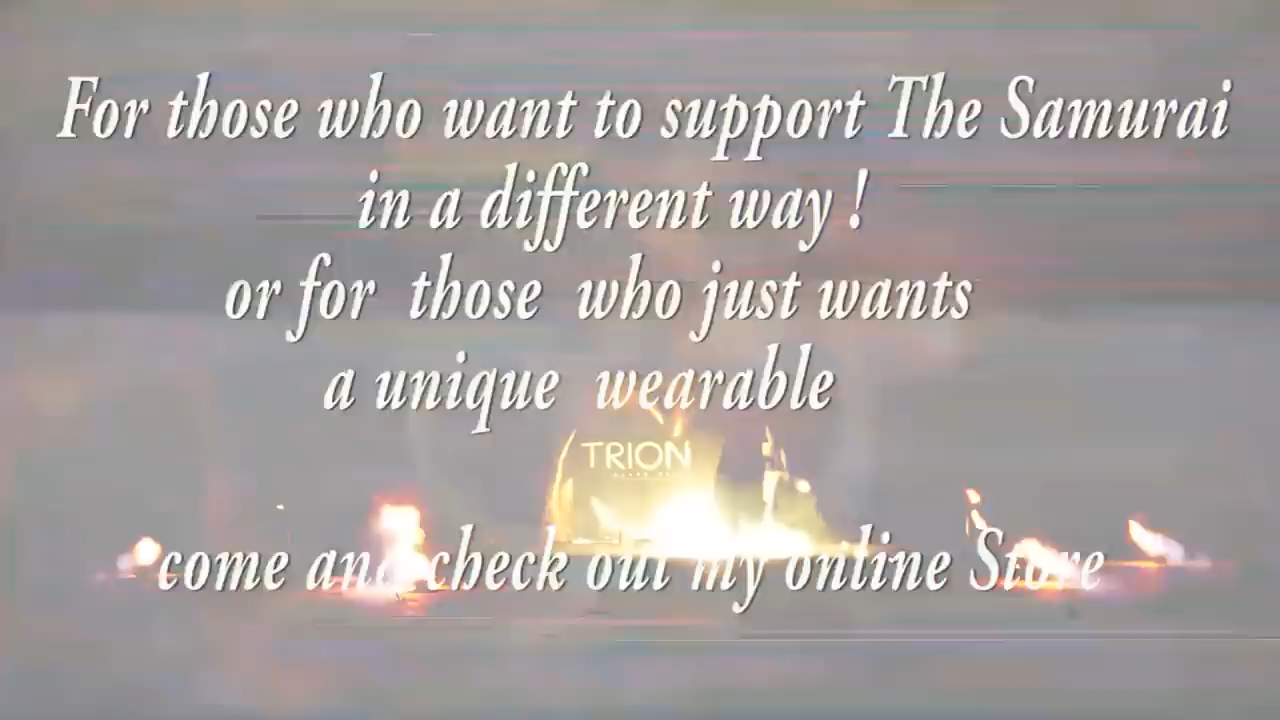 For those who want to support The Samurai
in a different way !
or for those who just wants
a unique wearable
TRION
come and check out my online Store